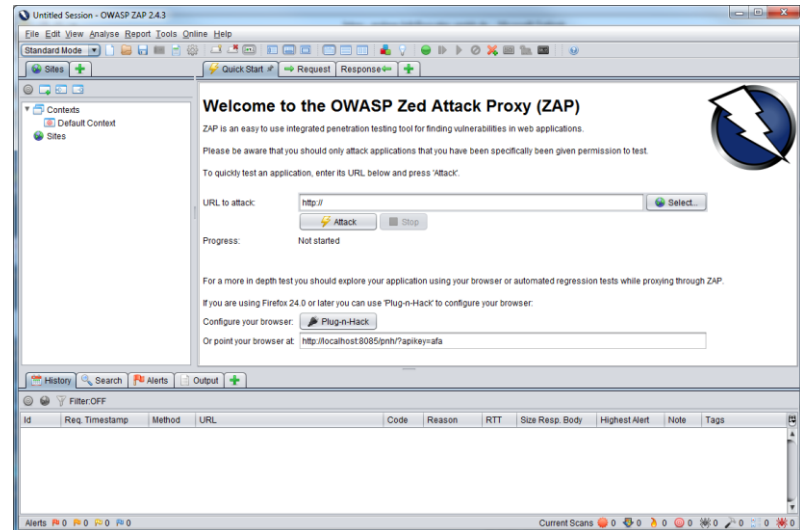 Untitled Session - OWASP ZAP 2.4.3
File Edit View Analyse Report Tools Online Help
Standard Mode
Sites
Quick Start Request Response
Contexts
Default Context
Sites
Welcome to the OWASP Zed Attack Proxy (ZAP)
ZAP is an easy to use integrated penetration testing tool for finding vulnerabilities in web applications.
Please be aware that you should only attack applications that you have been specifically been given permission to test.
To quickly test an application, enter its URL below and press 'Attack'.
URL to attack: http:// Select...
Attack Stop
Progress: Not started
For a more in depth test you should explore your application using your browser or automated regression tests while proxying through ZAP.
If you are using Firefox 24.0 or later you can use 'Plug-n-Hack' to configure your browser:
Configure your browser: Plug-n-Hack
Or point your browser at: http://localhost:8085/pnh/?apikey=afa
History Search Alerts Output
Filter:OFF
Id Req. Timestamp Method URL Code Reason RTT Size Resp. Body Highest Alert Note Tags
Alerts 0 0 0 0 Current Scans 0 0 0 0 0 0 0 0